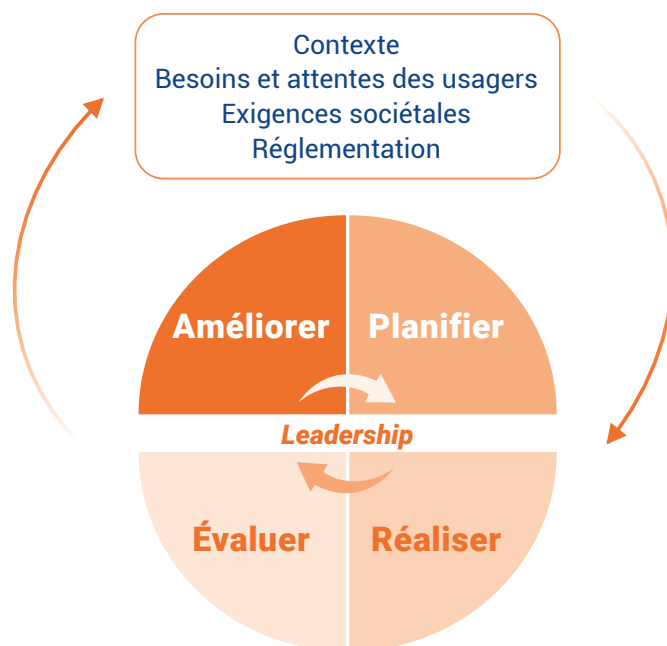 Contexte
Besoins et attentes des usagers
Exigences sociétales
Réglementation
Améliorer
Planifier
Leadership
Évaluer
Réaliser